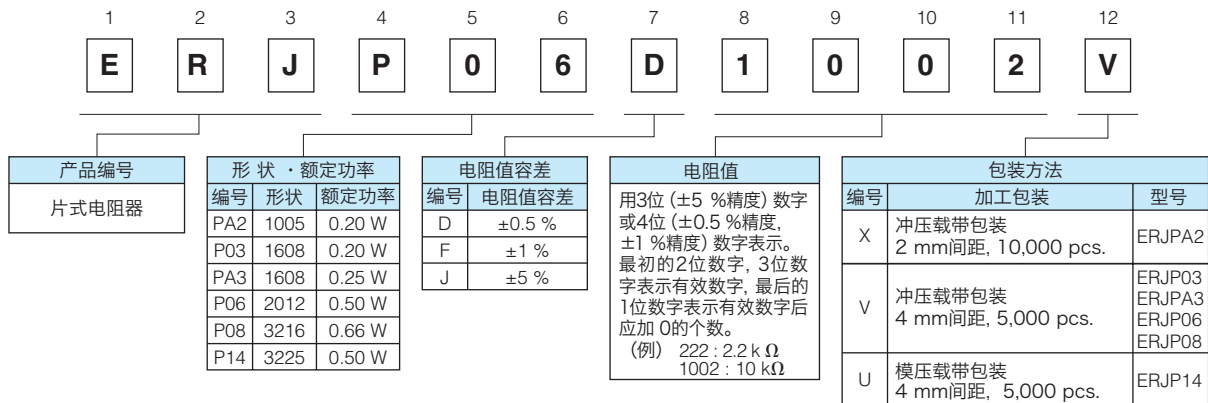 1 2 3 4 5 6 7 8 9 10 11 12
E R J P 0 6 D 1 0 0 2 V
产品编号
片式电阻器
形 状 ・额定功率
编号 形状 额定功率
PA2 1005 0.20 W
P03 1608 0.20 W
PA3 1608 0.25 W
P06 2012 0.50 W
P08 3216 0.66 W
P14 3225 0.50 W
电阻值容差
编号 电阻值容差
D ±0.5 %
F ±1 %
J ±5 %
电阻值
用3位 (±5 %精度) 数字
或4位 (±0.5 %精度,
±1 %精度) 数字表示。
最初的2位数字, 3位数
字表示有效数字, 最后的
1位数字表示有效数字后
应加 0的个数。
(例) 222 : 2.2 k Ω
1002 : 10 kΩ
包装方法
编号 加工包装 型号
X 冲压载带包装
2 mm间距, 10,000 pcs. ERJPA2
V 冲压载带包装
4 mm间距, 5,000 pcs.
ERJP03
ERJPA3
ERJP06
ERJP08
U 模压载带包装
4 mm间距, 5,000 pcs. ERJP14